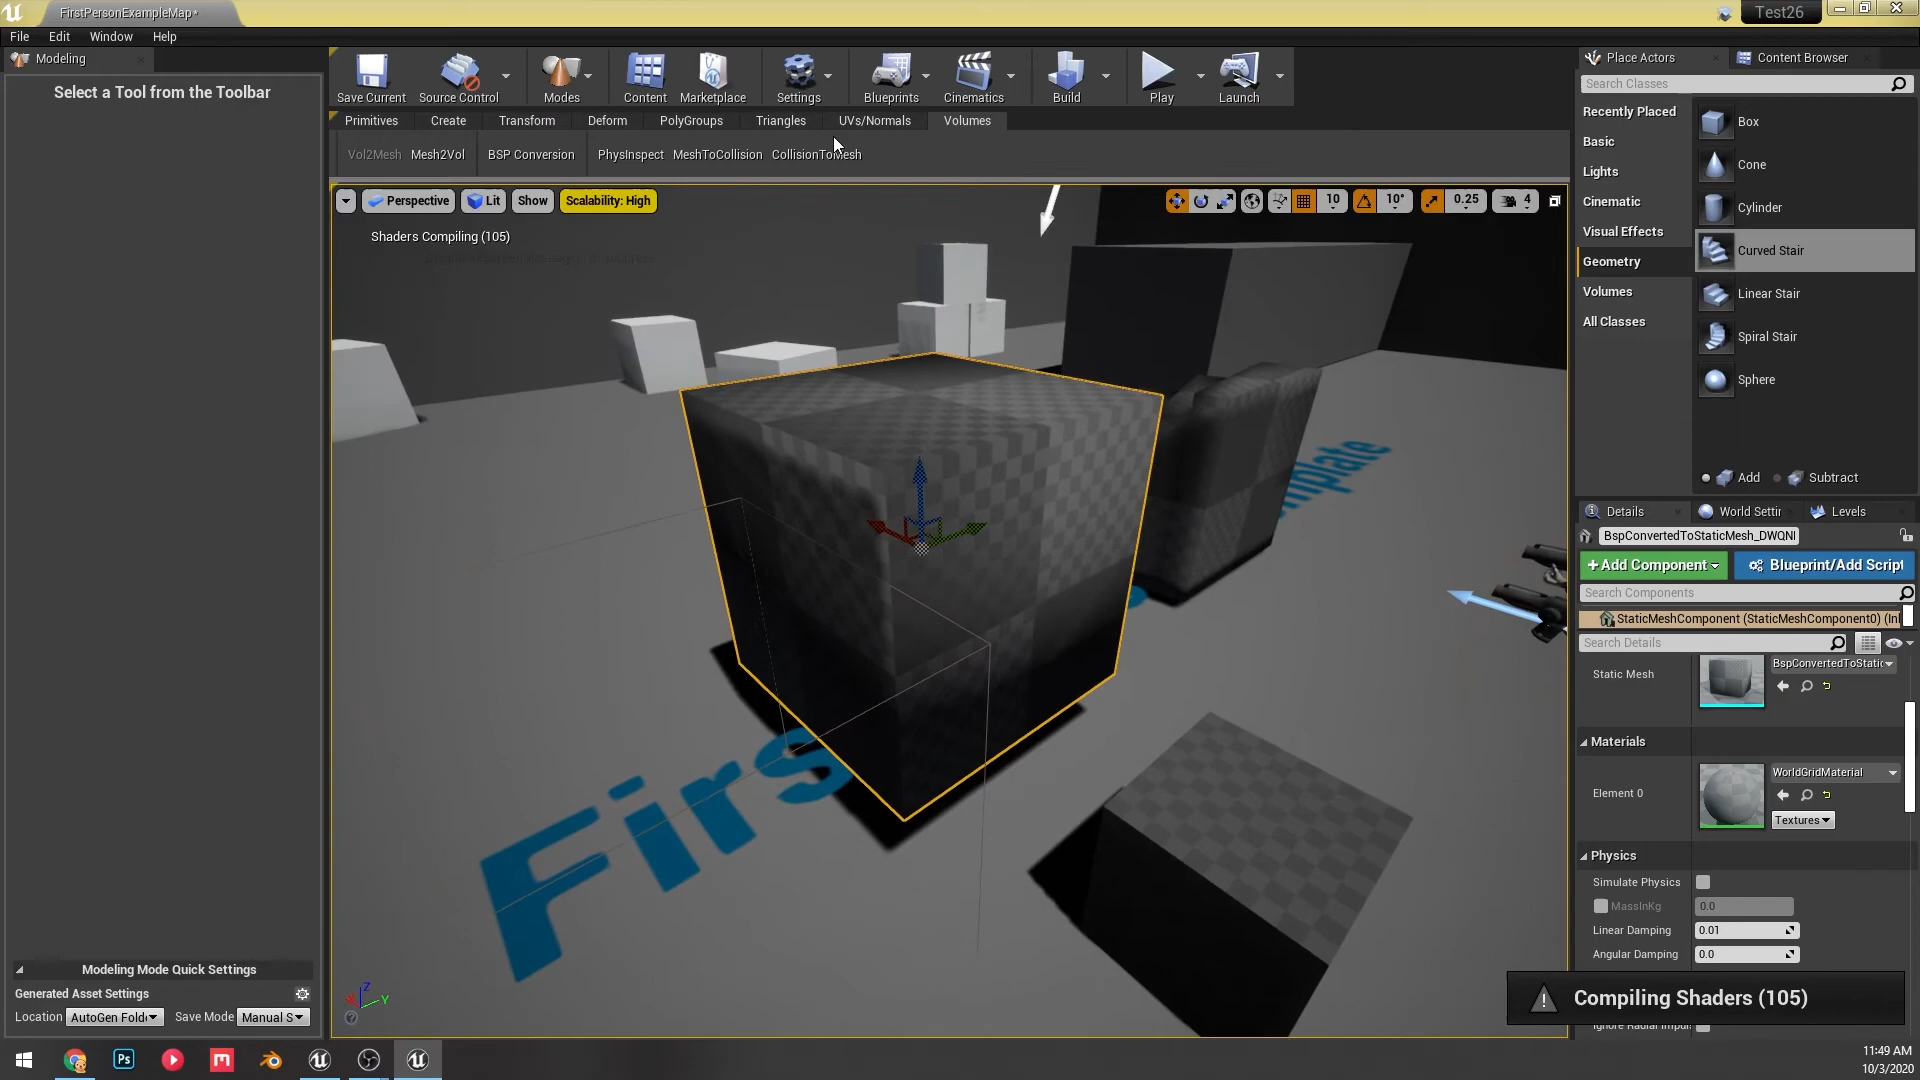 FirstPersonExampleMap*
Test26
File Edit Window Help
Modeling
Select a Tool from the Toolbar
Save Current Source Control Modes Content Marketplace Settings Blueprints Cinematics Build Play Launch
Primitives Create Transform Deform PolyGroups Triangles UVs/Normals Volumes
Vol2Mesh Mesh2Vol BSP Conversion PhysInspect MeshToCollision CollisionToMesh
Perspective Lit Show Scalability: High
10 10° 0.25 4
Shaders Compiling (105)
Firs
mplate
Z
X Y
Place Actors Content Browser
Search Classes
Recently Placed
Basic
Lights
Cinematic
Visual Effects
Geometry
Volumes
All Classes
Box
Cone
Cylinder
Curved Stair
Linear Stair
Spiral Stair
Sphere
Add Subtract
Details World Settin Levels
BspConvertedToStaticMesh_DWQNI
+Add Component Blueprint/Add Script
Search Components
StaticMeshComponent (StaticMeshComponent0) (Inl
Search Details
Static Mesh BspConvertedToStatic
Materials
Element 0 WorldGridMaterial
Textures
Physics
Simulate Physics
MassInKg 0.0
Linear Damping 0.01
Angular Damping 0.0
Compiling Shaders (105)
Ignore Radial Impul
Modeling Mode Quick Settings
Generated Asset Settings
Location AutoGen Folde Save Mode Manual S
Ps
11:49 AM
10/3/2020